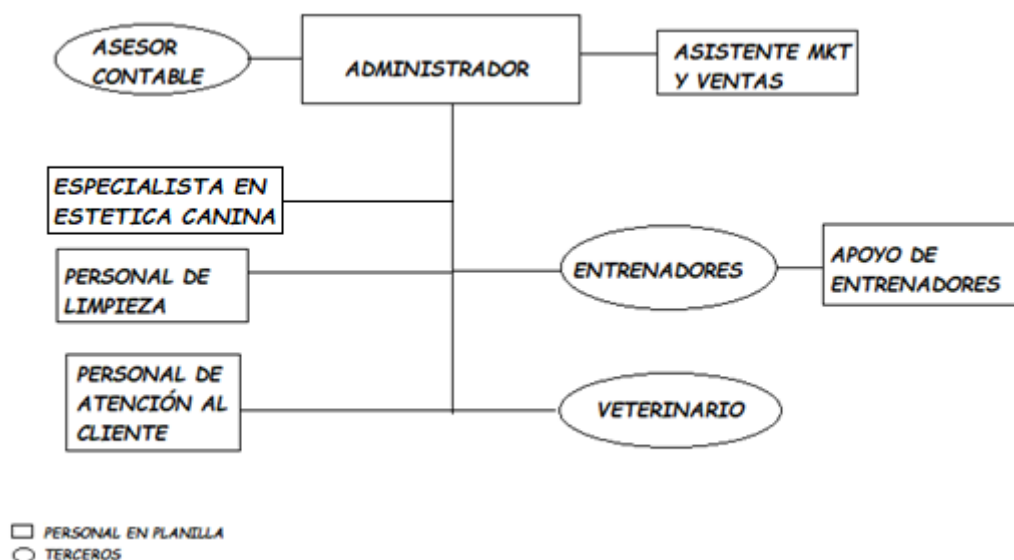 ASESOR
CONTABLE
ADMINISTRADOR
ASISTENTE MKT
Y VENTAS
ESPECIALISTA EN
ESTETICA CANINA
PERSONAL DE
LIMPIEZA
ENTRENADORES
APOYO DE
ENTRENADORES
PERSONAL DE
ATENCIÓN AL
CLIENTE
VETERINARIO
PERSONAL EN PLANILLA
TERCEROS